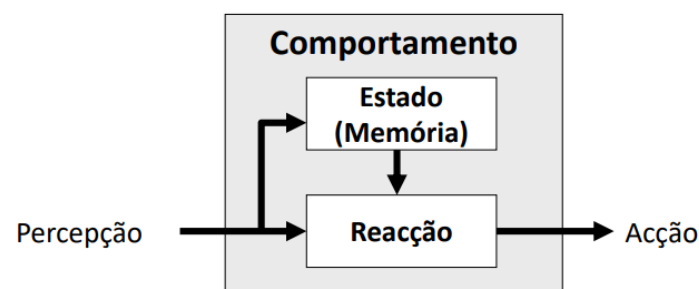 Comportamento
Estado
(Memória)
Percepção
Reacção
Acção